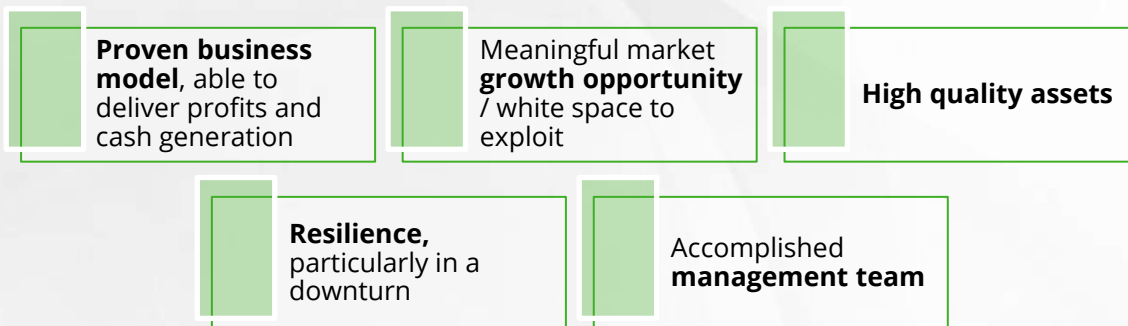 Proven business
model, able to
deliver profits and
cash generation
Meaningful market
growth opportunity
/ white space to
exploit
High quality assets
Resilience,
particularly in a
downturn
Accomplished
management team